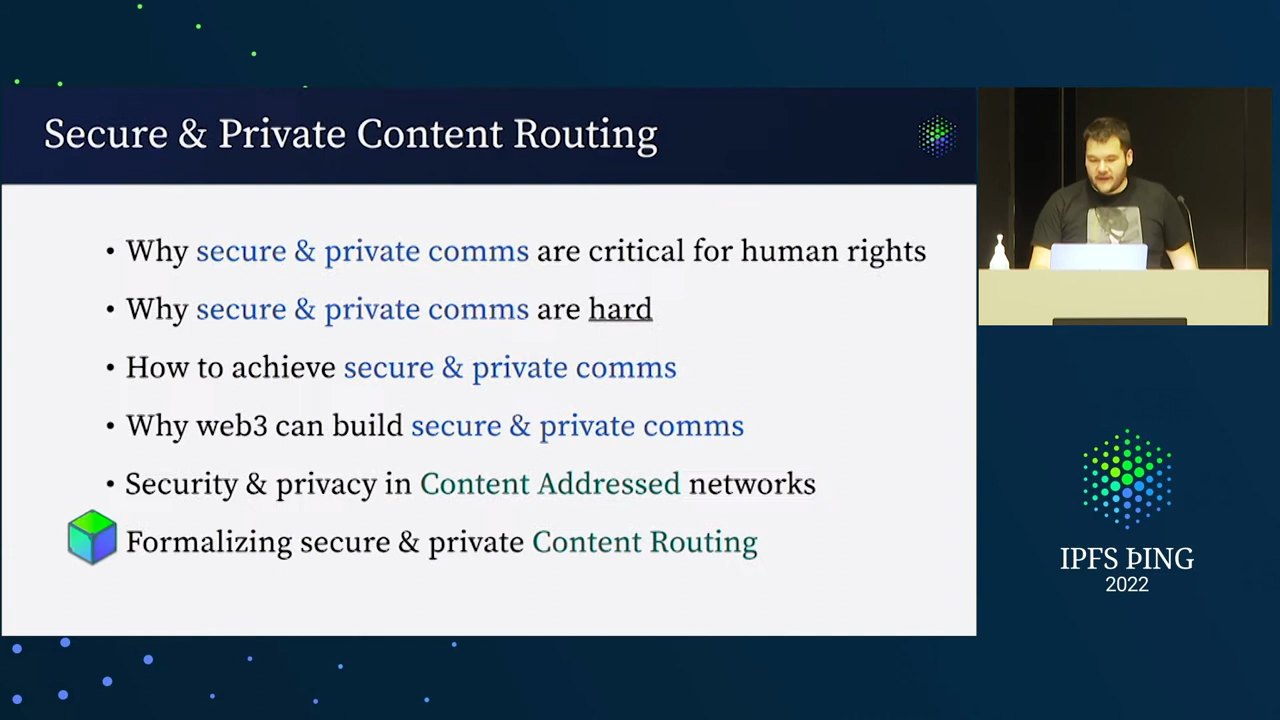 Secure & Private Content Routing
• Why secure & private comms are critical for human rights
• Why secure & private comms are hard
• How to achieve secure & private comms
• Why web3 can build secure & private comms
• Security & privacy in Content Addressed networks
Formalizing secure & private Content Routing
IPFS ÞING
2022